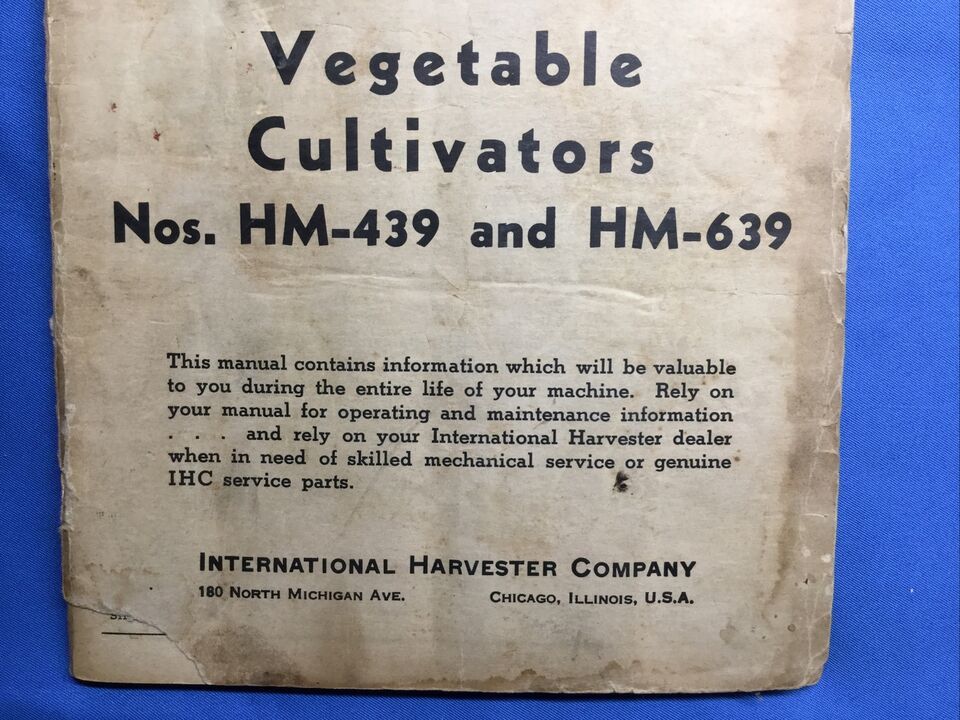 Vegetable
Cultivators
Nos. HM-439 and HM-639
This manual contains information which will be valuable
to you during the entire life of your machine. Rely on
your manual for operating and maintenance information
. . . and rely on your International Harvester dealer
when in need of skilled mechanical service or genuine
IHC service parts.
INTERNATIONAL HARVESTER COMPANY
180 NORTH MICHIGAN AVE. CHICAGO, ILLINOIS, U.S.A.